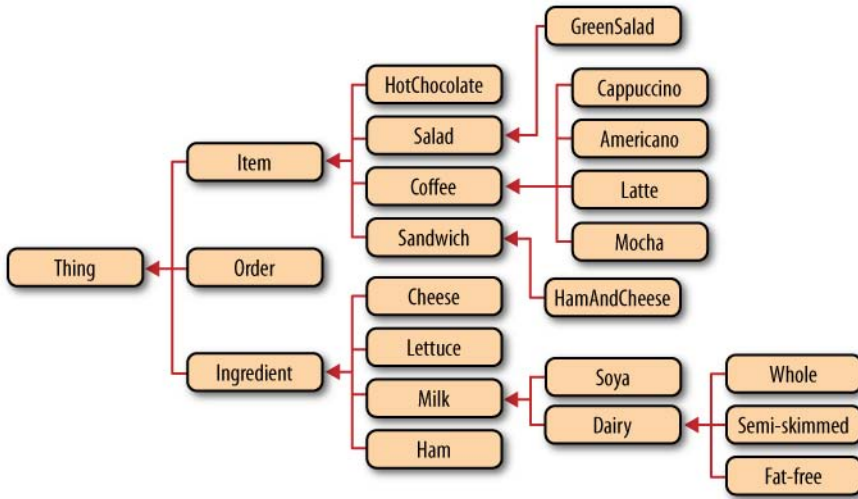 GreenSalad
HotChocolate
Cappuccino
Salad
Americano
Item
Coffee
Latte
Sandwich
Mocha
Thing
Order
Cheese
HamAndCheese
Lettuce
Ingredient
Soya
Whole
Milk
Dairy
Semi-skimmed
Ham
Fat-free